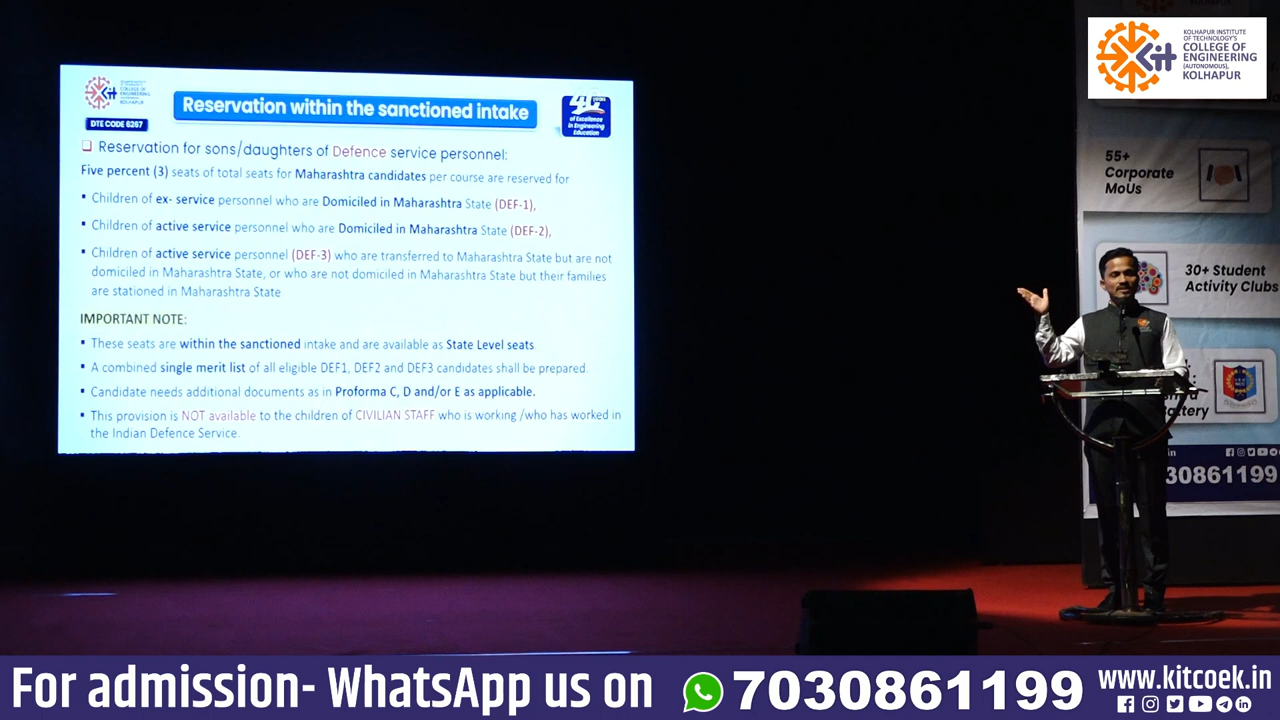 KOLHAPUR INSTITUTE
OF TECHNOLOGY'S
COLLEGE OF
ENGINEERING
(AUTONOMOUS),
KOLHAPUR
kit
COLLEGE OF
ENGINEERING
KOLHAPUR
DTE CODE 6267
Reservation within the sanctioned intake
40 years
of Excellence
in Engineering
Education
❑ Reservation for sons/daughters of Defence service personnel:
Five percent (3) seats of total seats for Maharashtra candidates per course are reserved for
▪ Children of ex- service personnel who are Domiciled in Maharashtra State (DEF-1),
▪ Children of active service personnel who are Domiciled in Maharashtra State (DEF-2),
▪ Children of active service personnel (DEF-3) who are transferred to Maharashtra State but are not
domiciled in Maharashtra State, or who are not domiciled in Maharashtra State but their families
are stationed in Maharashtra State
IMPORTANT NOTE:
▪ These seats are within the sanctioned intake and are available as State Level seats
▪ A combined single merit list of all eligible DEF1, DEF2 and DEF3 candidates shall be prepared.
▪ Candidate needs additional documents as in Proforma C, D and/or E as applicable.
▪ This provision is NOT available to the children of CIVILIAN STAFF who is working /who has worked in
the Indian Defence Service.
55+
Corporate
MoUs
30+ Student
Activity Clubs
30861199
For admission- WhatsApp us on 7030861199
www.kitcoek.in